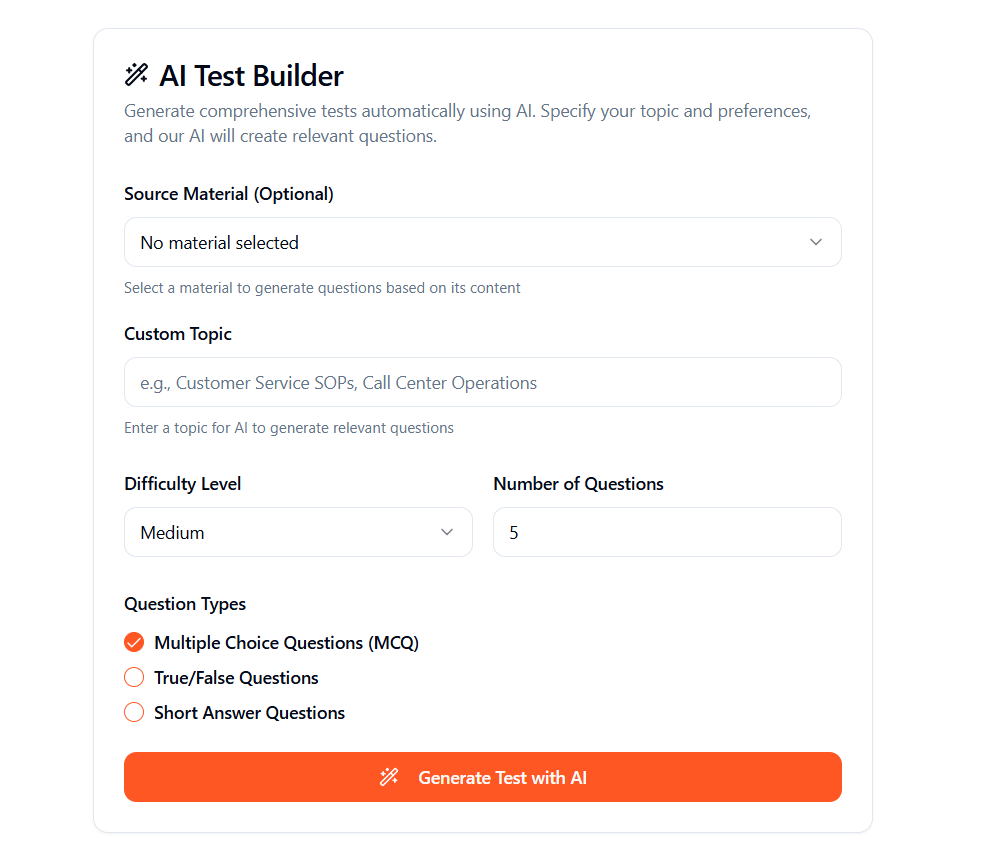 AI Test Builder
Generate comprehensive tests automatically using AI. Specify your topic and preferences,
and our AI will create relevant questions.
Source Material (Optional)
No material selected
Select a material to generate questions based on its content
Custom Topic
e.g., Customer Service SOPs, Call Center Operations
Enter a topic for AI to generate relevant questions
Difficulty Level
Number of Questions
Medium
5
Question Types
Multiple Choice Questions (MCQ)
True/False Questions
Short Answer Questions
Generate Test with AI